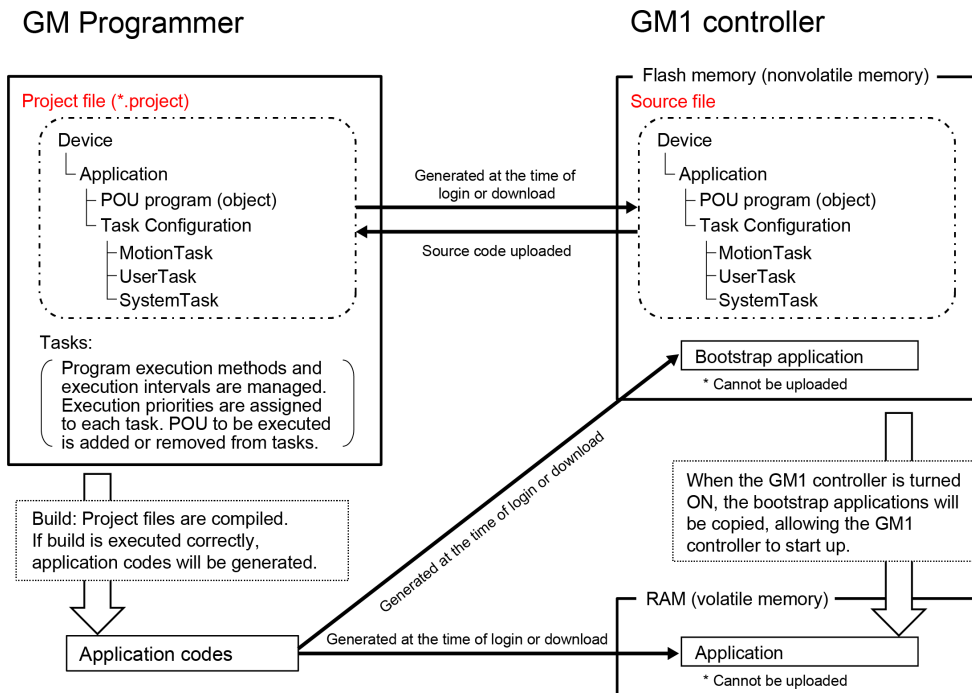 GM Programmer
GM1 controller
Flash memory (nonvolatile memory)
Project file (*.project)
Device
Application
POU program (object)
Task Configuration
MotionTask
UserTask
SystemTask
Tasks:
Program execution methods and
execution intervals are managed.
Execution priorities are assigned
to each task. POU to be executed
is added or removed from tasks.
Generated at the time of
login or download
Source code uploaded
Source file
Device
Application
POU program (object)
Task Configuration
MotionTask
UserTask
SystemTask
Bootstrap application
* Cannot be uploaded
Build: Project files are compiled.
If build is executed correctly,
application codes will be generated.
Generated at the time of login or download
When the GM1 controller is turned
ON, the bootstrap applications will
be copied, allowing the GM1
controller to start up.
RAM (volatile memory)
Application codes
Generated at the time of login or download
Application
* Cannot be uploaded